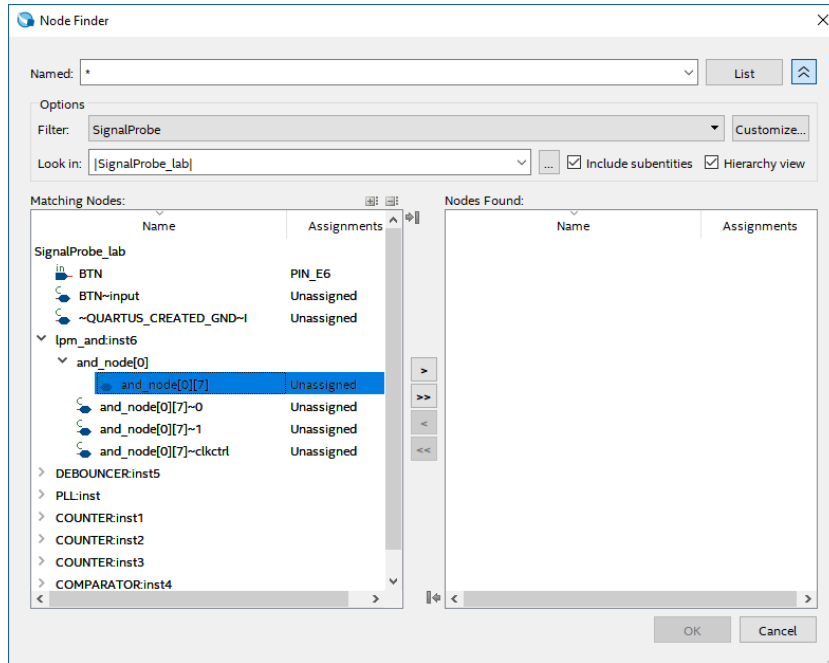 Node Finder
Named: *
List
Options
Filter: SignalProbe
Customize...
Look in: |SignalProbe_lab|
...
Include subentities
Hierarchy view
Matching Nodes:
Name Assignments
SignalProbe_lab
in BTN PIN_E6
C BTN~input Unassigned
C ~QUARTUS_CREATED_GND~I Unassigned
lpm_and:inst6
and_node[0]
and_node[0][7] Unassigned
C and_node[0][7]~0 Unassigned
C and_node[0][7]~1 Unassigned
C and_node[0][7]~clkctrl Unassigned
DEBOUNCER:inst5
PLL:inst
COUNTER:inst1
COUNTER:inst2
COUNTER:inst3
COMPARATOR:inst4
>
>>
<
<<
Nodes Found:
Name Assignments
OK Cancel